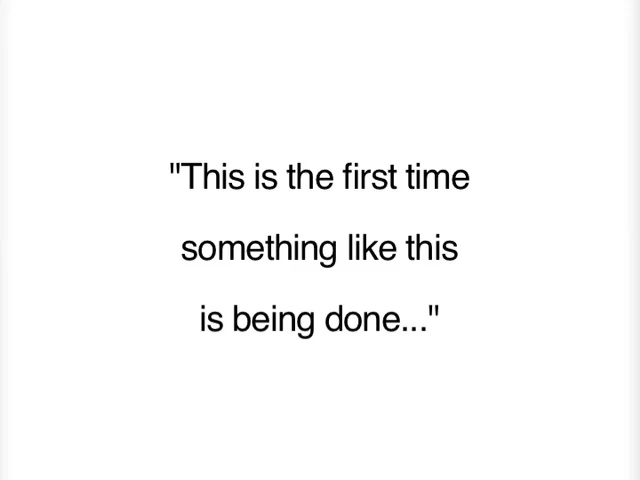 "This is the first time
something like this
is being done..."